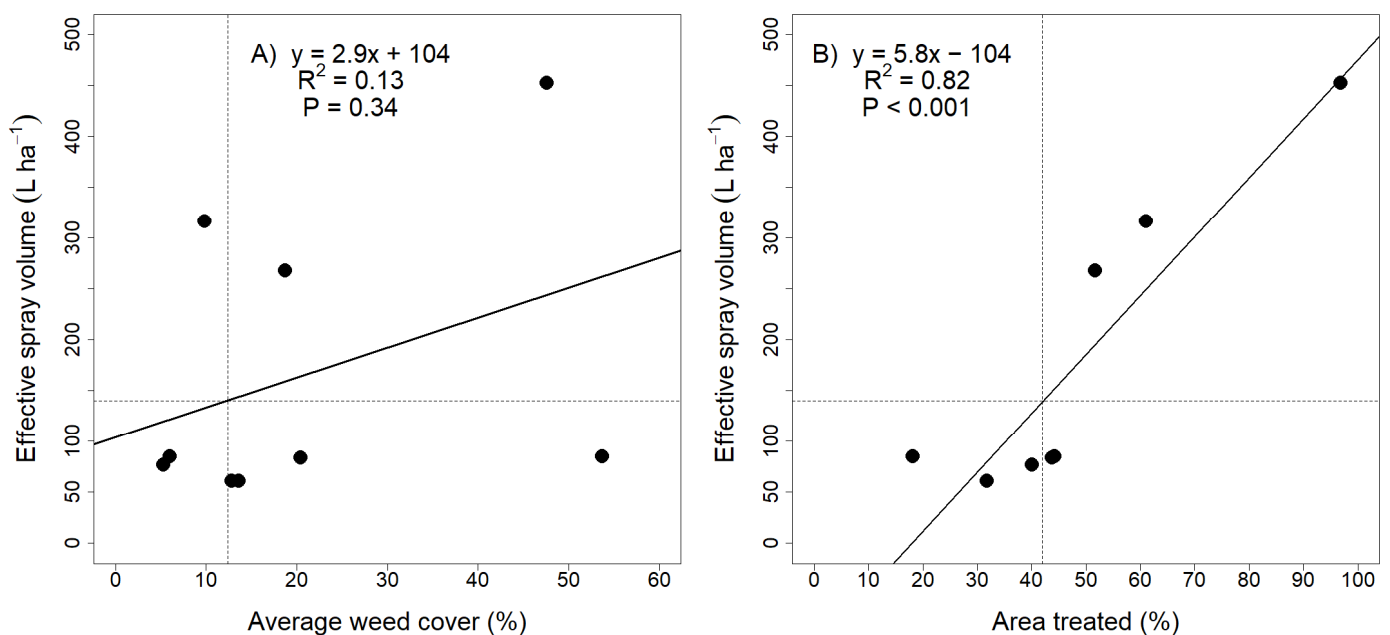 A) y = 2.9x + 104
R² = 0.13
P = 0.34
Effective spray volume (L ha⁻¹)
500
400
300
200
100
50
0
0 10 20 30 40 50 60
Average weed cover (%)
B) y = 5.8x − 104
R² = 0.82
P < 0.001
Effective spray volume (L ha⁻¹)
500
400
300
200
100
50
0
0 10 20 30 40 50 60 70 80 90 100
Area treated (%)